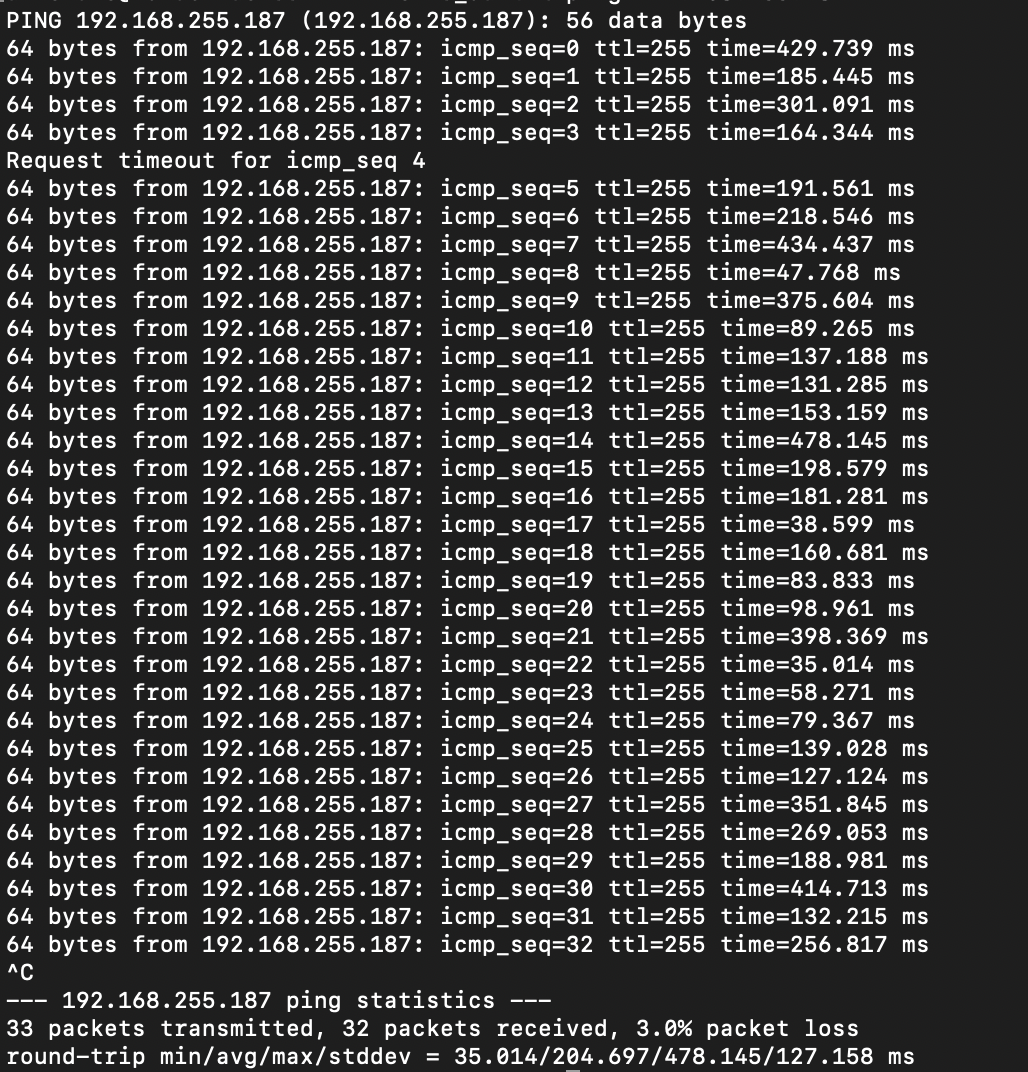 PING 192.168.255.187 (192.168.255.187): 56 data bytes
64 bytes from 192.168.255.187: icmp_seq=0 ttl=255 time=429.739 ms
64 bytes from 192.168.255.187: icmp_seq=1 ttl=255 time=185.445 ms
64 bytes from 192.168.255.187: icmp_seq=2 ttl=255 time=301.091 ms
64 bytes from 192.168.255.187: icmp_seq=3 ttl=255 time=164.344 ms
Request timeout for icmp_seq 4
64 bytes from 192.168.255.187: icmp_seq=5 ttl=255 time=191.561 ms
64 bytes from 192.168.255.187: icmp_seq=6 ttl=255 time=218.546 ms
64 bytes from 192.168.255.187: icmp_seq=7 ttl=255 time=434.437 ms
64 bytes from 192.168.255.187: icmp_seq=8 ttl=255 time=47.768 ms
64 bytes from 192.168.255.187: icmp_seq=9 ttl=255 time=375.604 ms
64 bytes from 192.168.255.187: icmp_seq=10 ttl=255 time=89.265 ms
64 bytes from 192.168.255.187: icmp_seq=11 ttl=255 time=137.188 ms
64 bytes from 192.168.255.187: icmp_seq=12 ttl=255 time=131.285 ms
64 bytes from 192.168.255.187: icmp_seq=13 ttl=255 time=153.159 ms
64 bytes from 192.168.255.187: icmp_seq=14 ttl=255 time=478.145 ms
64 bytes from 192.168.255.187: icmp_seq=15 ttl=255 time=198.579 ms
64 bytes from 192.168.255.187: icmp_seq=16 ttl=255 time=181.281 ms
64 bytes from 192.168.255.187: icmp_seq=17 ttl=255 time=38.599 ms
64 bytes from 192.168.255.187: icmp_seq=18 ttl=255 time=160.681 ms
64 bytes from 192.168.255.187: icmp_seq=19 ttl=255 time=83.833 ms
64 bytes from 192.168.255.187: icmp_seq=20 ttl=255 time=98.961 ms
64 bytes from 192.168.255.187: icmp_seq=21 ttl=255 time=398.369 ms
64 bytes from 192.168.255.187: icmp_seq=22 ttl=255 time=35.014 ms
64 bytes from 192.168.255.187: icmp_seq=23 ttl=255 time=58.271 ms
64 bytes from 192.168.255.187: icmp_seq=24 ttl=255 time=79.367 ms
64 bytes from 192.168.255.187: icmp_seq=25 ttl=255 time=139.028 ms
64 bytes from 192.168.255.187: icmp_seq=26 ttl=255 time=127.124 ms
64 bytes from 192.168.255.187: icmp_seq=27 ttl=255 time=351.845 ms
64 bytes from 192.168.255.187: icmp_seq=28 ttl=255 time=269.053 ms
64 bytes from 192.168.255.187: icmp_seq=29 ttl=255 time=188.981 ms
64 bytes from 192.168.255.187: icmp_seq=30 ttl=255 time=414.713 ms
64 bytes from 192.168.255.187: icmp_seq=31 ttl=255 time=132.215 ms
64 bytes from 192.168.255.187: icmp_seq=32 ttl=255 time=256.817 ms
^C
--- 192.168.255.187 ping statistics ---
33 packets transmitted, 32 packets received, 3.0% packet loss
round-trip min/avg/max/stddev = 35.014/204.697/478.145/127.158 ms